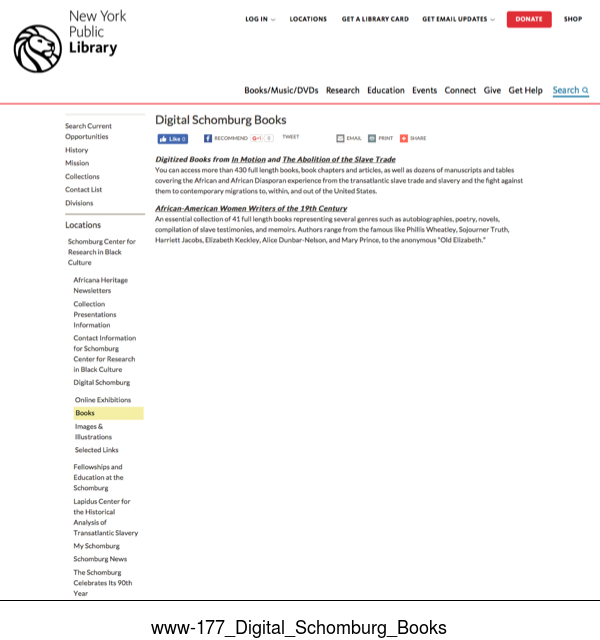 New York
Public
Library
LOG IN
LOCATIONS
GET A LIBRARY CARD
GET EMAIL UPDATES
DONATE
SHOP
Books/Music/DVDs Research Education Events Connect Give Get Help Search
Search Current
Opportunities
History
Mission
Collections
Contact List
Divisions
Locations
Schomburg Center for
Research in Black
Culture
Africana Heritage
Newsletters
Collection
Presentations
Information
Contact Information
for Schomburg
Center for Research
in Black Culture
Digital Schomburg
Online Exhibitions
Books
Images &
Illustrations
Selected Links
Fellowships and
Education at the
Schomburg
Lapidus Center for
the Historical
Analysis of
Transatlantic Slavery
My Schomburg
Schomburg News
The Schomburg
Celebrates Its 90th
Year
Digital Schomburg Books
Like 0 RECOMMEND G+1 0 TWEET EMAIL PRINT SHARE
Digitized Books from In Motion and The Abolition of the Slave Trade
You can access more than 430 full length books, book chapters and articles, as well as dozens of manuscripts and tables
covering the African and African Diasporan experience from the transatlantic slave trade and slavery and the fight against
them to contemporary migrations to, within, and out of the United States.
African-American Women Writers of the 19th Century
An essential collection of 41 full length books representing several genres such as autobiographies, poetry, novels,
compilation of slave testimonies, and memoirs. Authors range from the famous like Phillis Wheatley, Sojourner Truth,
Harriett Jacobs, Elizabeth Keckley, Alice Dunbar-Nelson, and Mary Prince, to the anonymous "Old Elizabeth."
www-177_Digital_Schomburg_Books